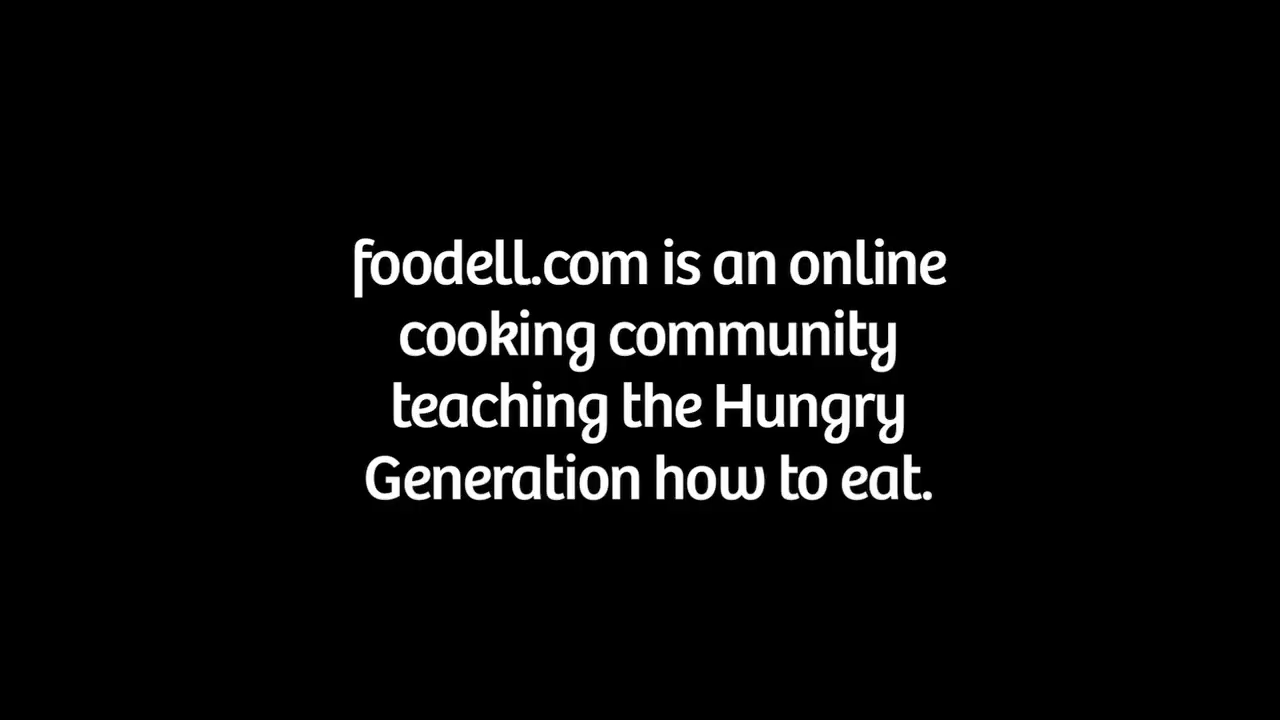 foodell.com is an online
cooking community
teaching the Hungry
Generation how to eat.